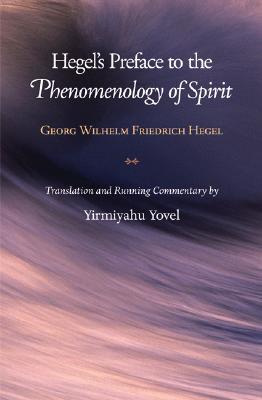 Hegel's Preface to the
Phenomenology of Spirit
GEORG WILHELM FRIEDRICH HEGEL
Translation and Running Commentary by
Yirmiyahu Yovel